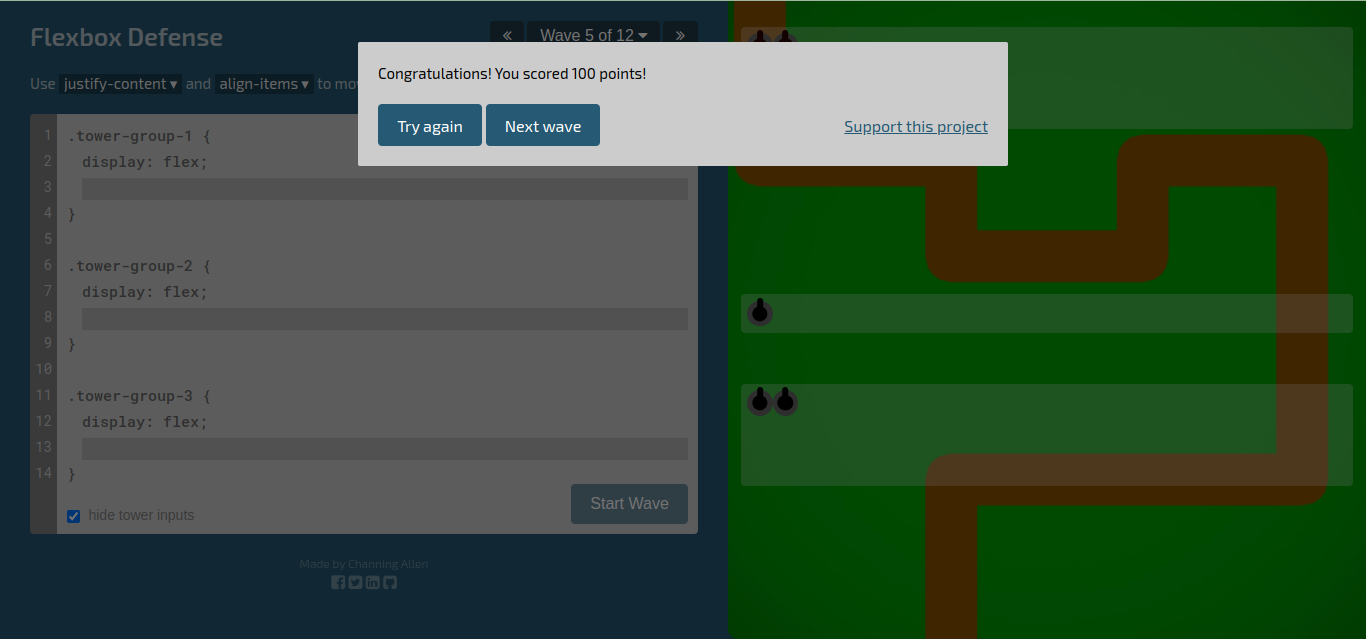 Flexbox Defense
« Wave 5 of 12 »
Congratulations! You scored 100 points!
Try again Next wave Support this project
Use justify-content ▾ and align-items ▾ to
1 .tower-group-1 {
2 display: flex;
3
4 }
5
6 .tower-group-2 {
7 display: flex;
8
9 }
10
11 .tower-group-3 {
12 display: flex;
13
14 }
Start Wave
hide tower inputs
Made by Channing Allen